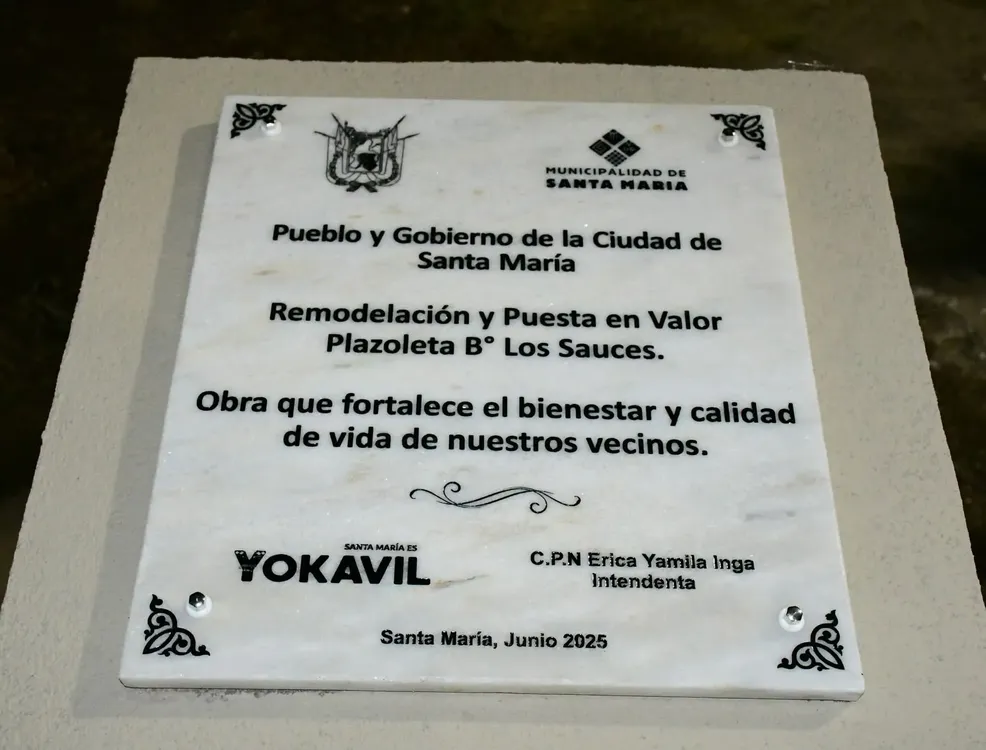 MUNICIPALIDAD DE
SANTA MARIA
Pueblo y Gobierno de la Ciudad de
Santa María
Remodelación y Puesta en Valor
Plazoleta B° Los Sauces.
Obra que fortalece el bienestar y calidad
de vida de nuestros vecinos.
SANTA MARÍA ES
YOKAVIL
C.P.N Erica Yamila Inga
Intendenta
Santa María, Junio 2025